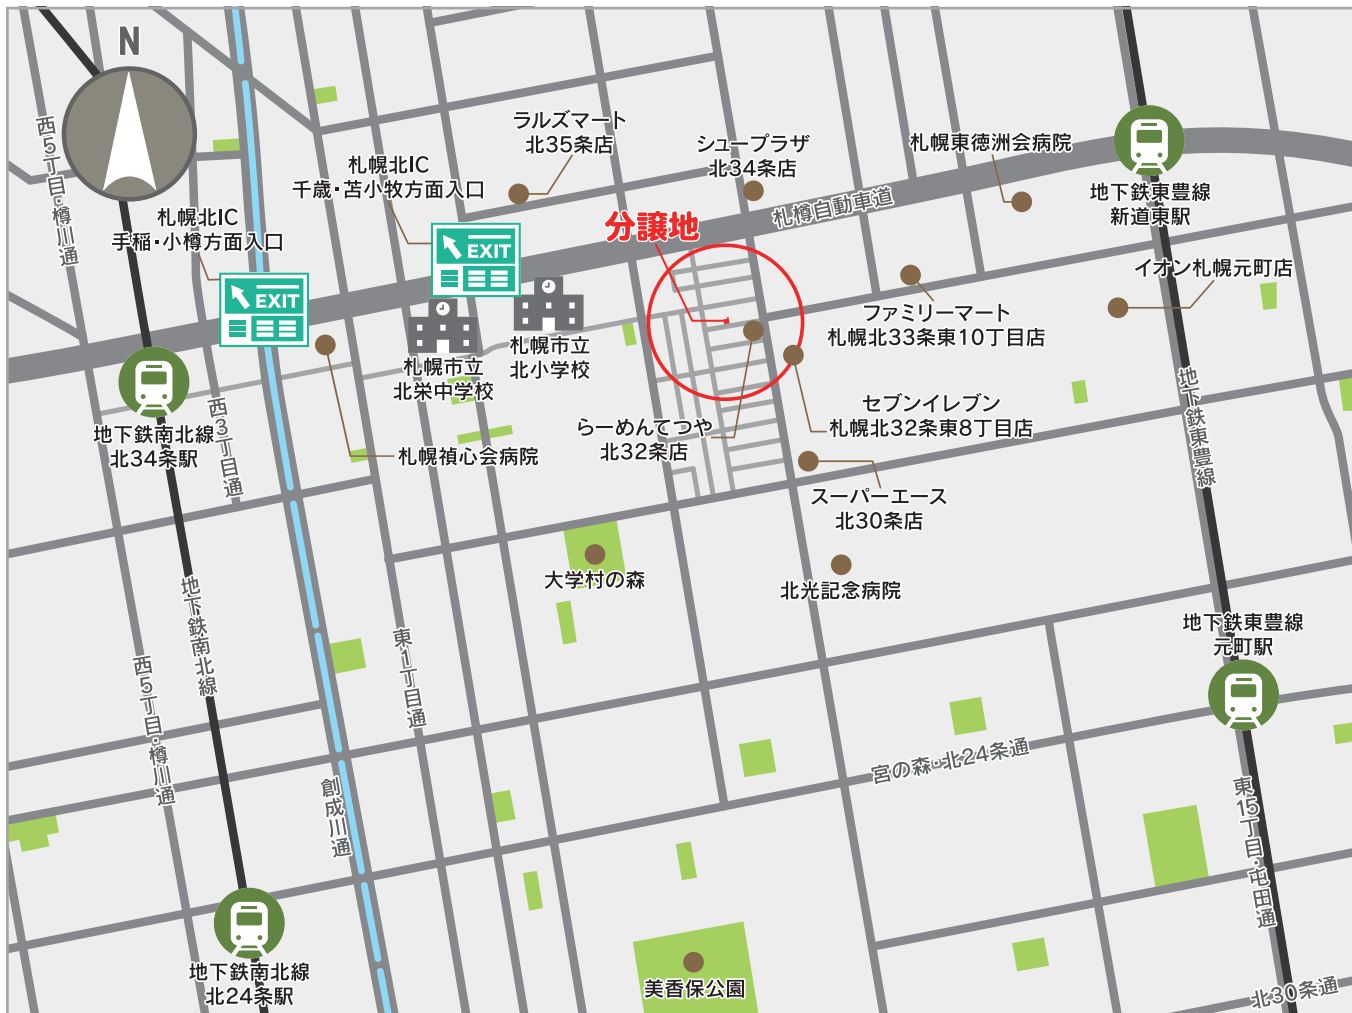 N
西5丁目・樽川通
ラルズマート
北35条店
シュープラザ
北34条店
札幌東徳洲会病院
札幌北IC
千歳・苫小牧方面入口
地下鉄東豊線
新道東駅
札樽自動車道
札幌北IC
手稲・小樽方面入口
分譲地
EXIT
EXIT
イオン札幌元町店
ファミリーマート
札幌北33条東10丁目店
札幌市立
北小学校
札幌市立
北栄中学校
地下鉄東豊線
セブンイレブン
札幌北32条東8丁目店
らーめんてつや
北32条店
地下鉄南北線
北34条駅
西3丁目通
札幌禎心会病院
スーパーエース
北30条店
大学村の森
北光記念病院
地下鉄南北線
地下鉄東豊線
元町駅
東1丁目通
西5丁目・樽川通
宮の森・北24条通
創成川通
東15丁目・屯田通
地下鉄南北線
北24条駅
美香保公園
北30条通